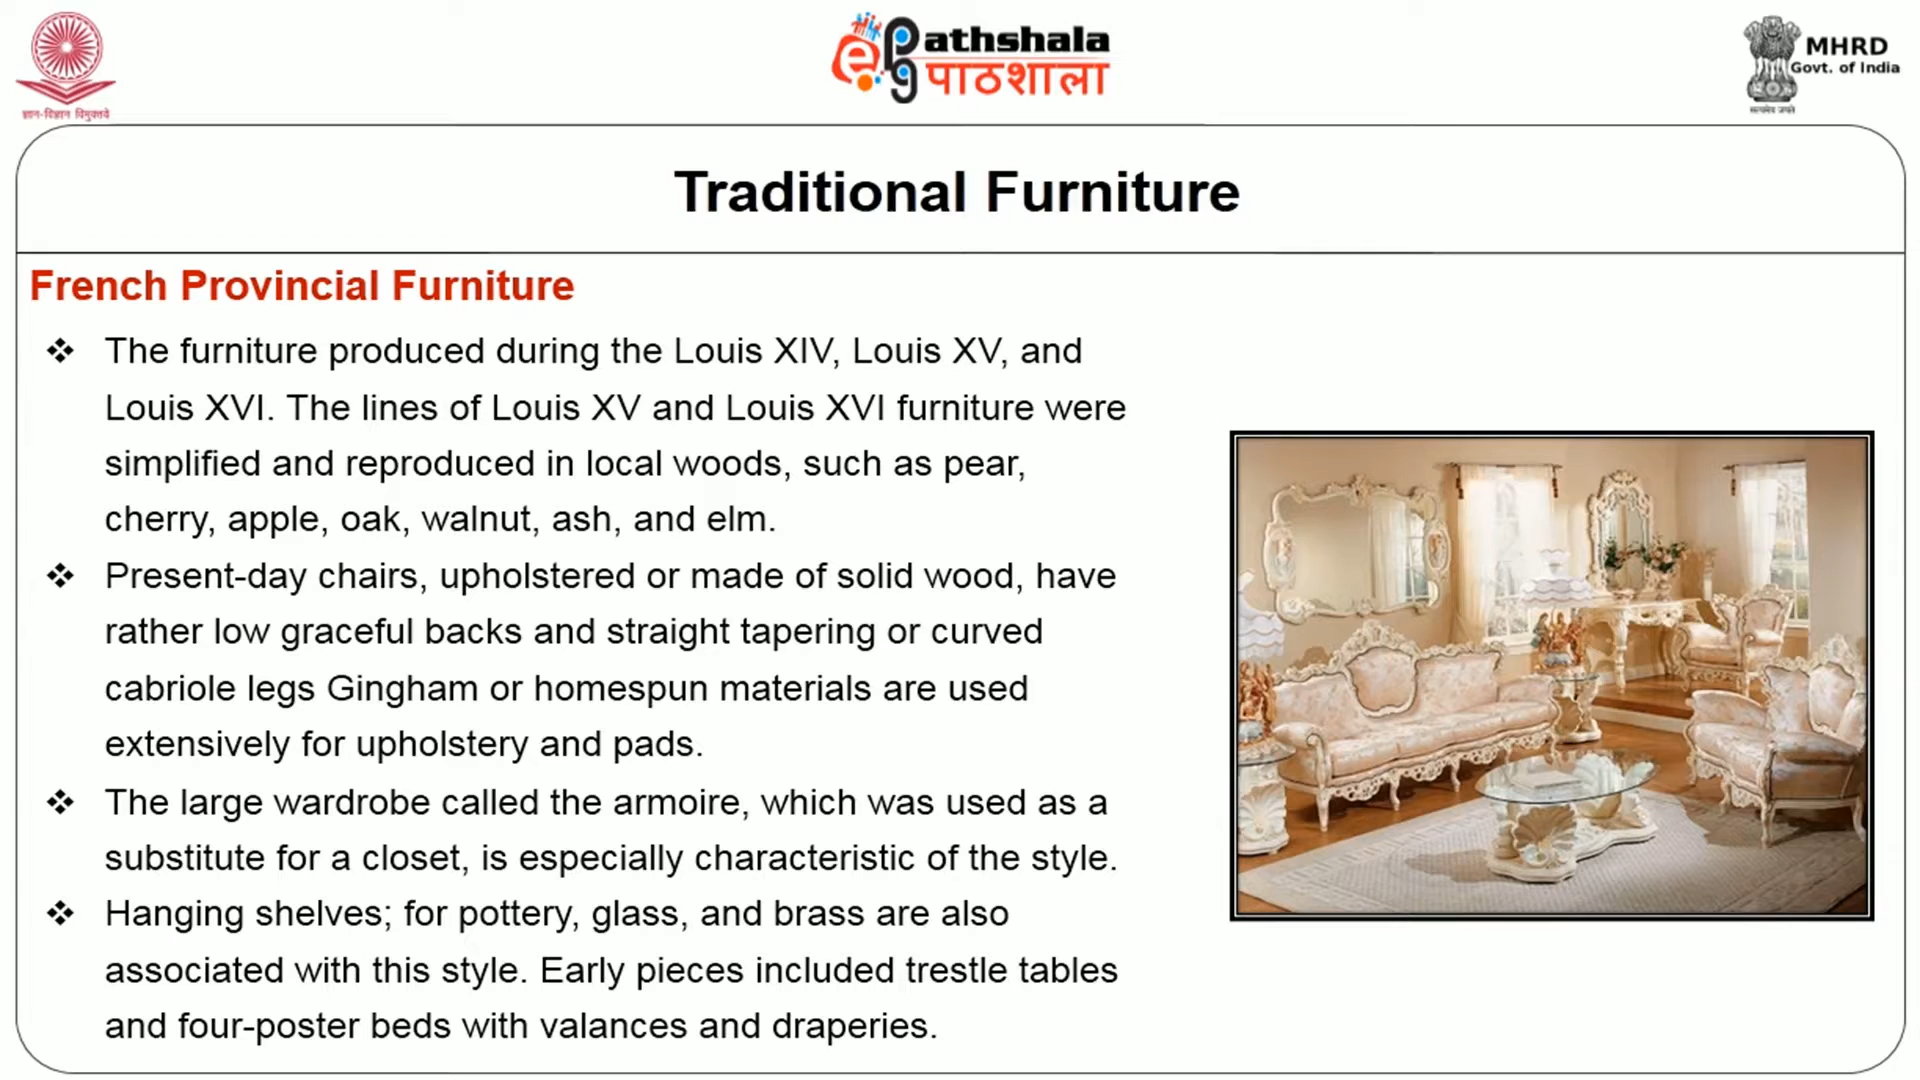 ज्ञान-विज्ञान विमुक्तये
ePG Pathshala
पाठशाला
MHRD
Govt. of India
सत्यमेव जयते
Traditional Furniture
French Provincial Furniture
❖ The furniture produced during the Louis XIV, Louis XV, and
Louis XVI. The lines of Louis XV and Louis XVI furniture were
simplified and reproduced in local woods, such as pear,
cherry, apple, oak, walnut, ash, and elm.
❖ Present-day chairs, upholstered or made of solid wood, have
rather low graceful backs and straight tapering or curved
cabriole legs Gingham or homespun materials are used
extensively for upholstery and pads.
❖ The large wardrobe called the armoire, which was used as a
substitute for a closet, is especially characteristic of the style.
❖ Hanging shelves; for pottery, glass, and brass are also
associated with this style. Early pieces included trestle tables
and four-poster beds with valances and draperies.